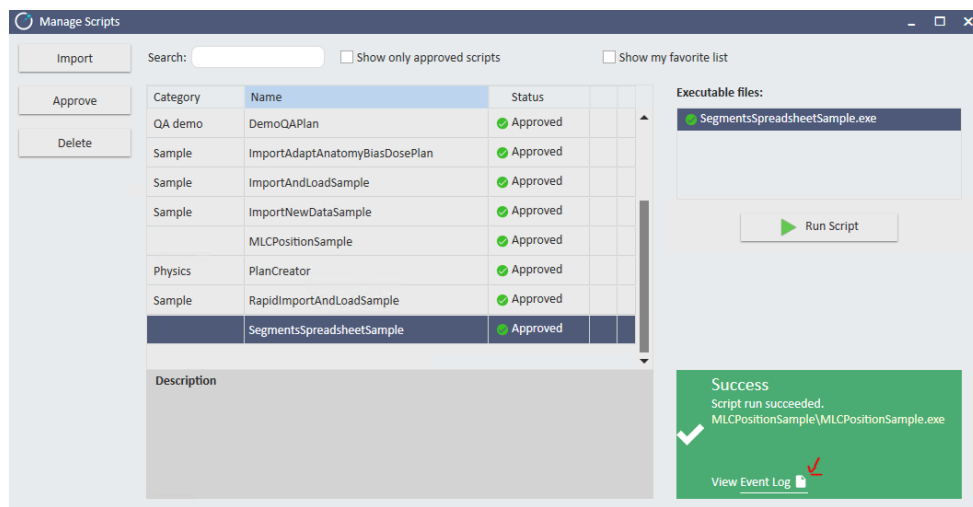 Manage Scripts
Import
Approve
Delete
Search:
Show only approved scripts
Show my favorite list
Category Name Status
QA demo DemoQAPlan Approved
Sample ImportAdaptAnatomyBiasDosePlan Approved
Sample ImportAndLoadSample Approved
Sample ImportNewDataSample Approved
MLCPositionSample Approved
Physics PlanCreator Approved
Sample RapidImportAndLoadSample Approved
SegmentsSpreadsheetSample Approved
Description
Executable files:
SegmentsSpreadsheetSample.exe
Run Script
Success
Script run succeeded.
MLCPositionSample\MLCPositionSample.exe
View Event Log